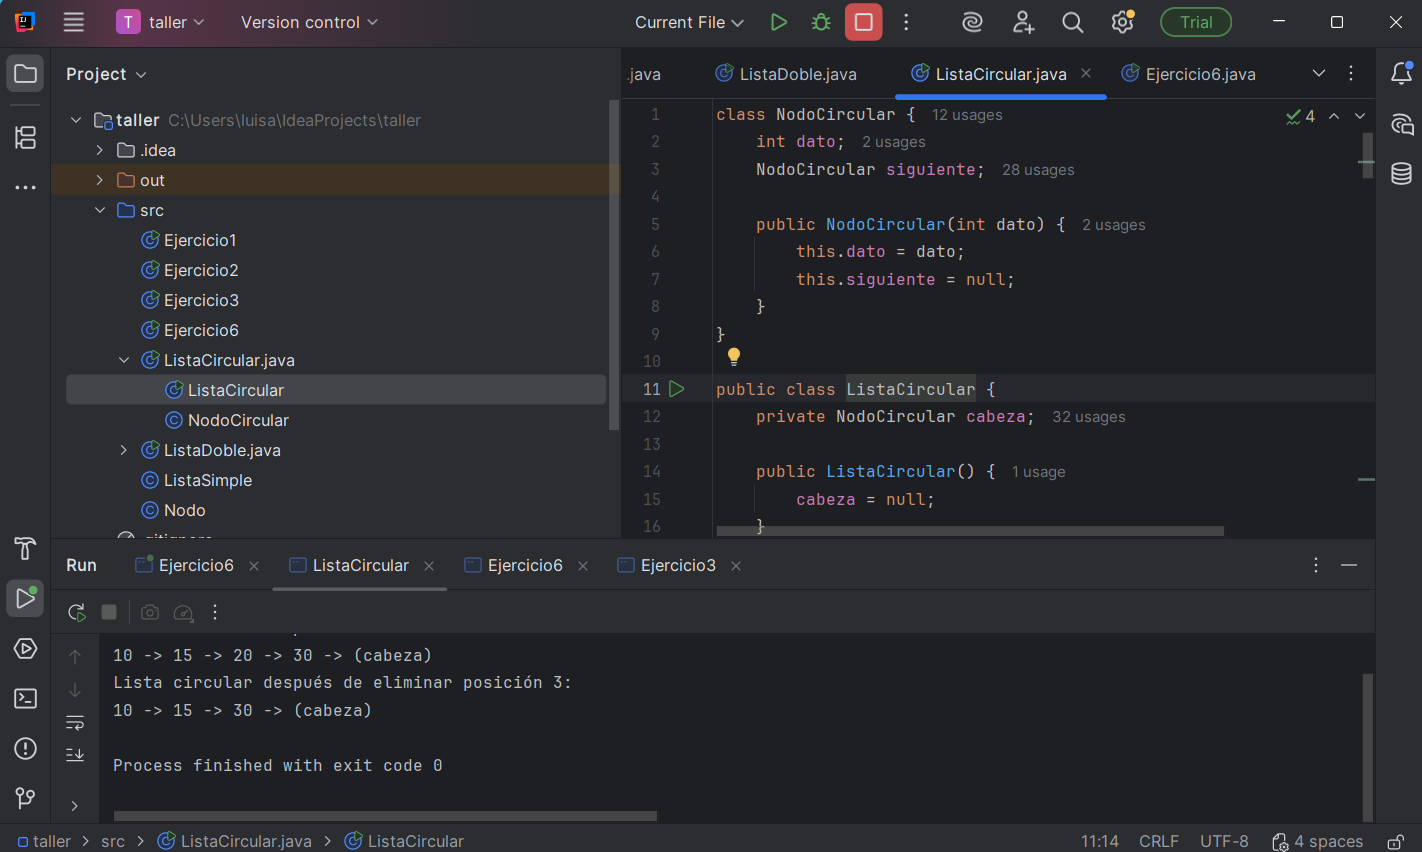 T taller Version control Current File Trial
Project
.java ListaDoble.java ListaCircular.java Ejercicio6.java
taller C:\Users\luisa\IdeaProjects\taller
.idea
out
src
Ejercicio1
Ejercicio2
Ejercicio3
Ejercicio6
ListaCircular.java
ListaCircular
NodoCircular
ListaDoble.java
ListaSimple
Nodo
.gitignore
4
1 class NodoCircular { 12 usages
2 int dato; 2 usages
3 NodoCircular siguiente; 28 usages
4
5 public NodoCircular(int dato) { 2 usages
6 this.dato = dato;
7 this.siguiente = null;
8 }
9 }
10
11 public class ListaCircular {
12 private NodoCircular cabeza; 32 usages
13
14 public ListaCircular() { 1 usage
15 cabeza = null;
16 }
Run Ejercicio6 ListaCircular Ejercicio6 Ejercicio3
10 -> 15 -> 20 -> 30 -> (cabeza)
Lista circular después de eliminar posición 3:
10 -> 15 -> 30 -> (cabeza)
Process finished with exit code 0
taller > src > ListaCircular.java > ListaCircular 11:14 CRLF UTF-8 4 spaces